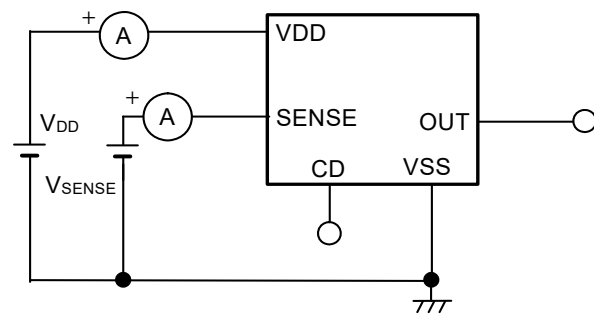 + A VDD
+ A SENSE
VDD OUT
VSENSE CD VSS